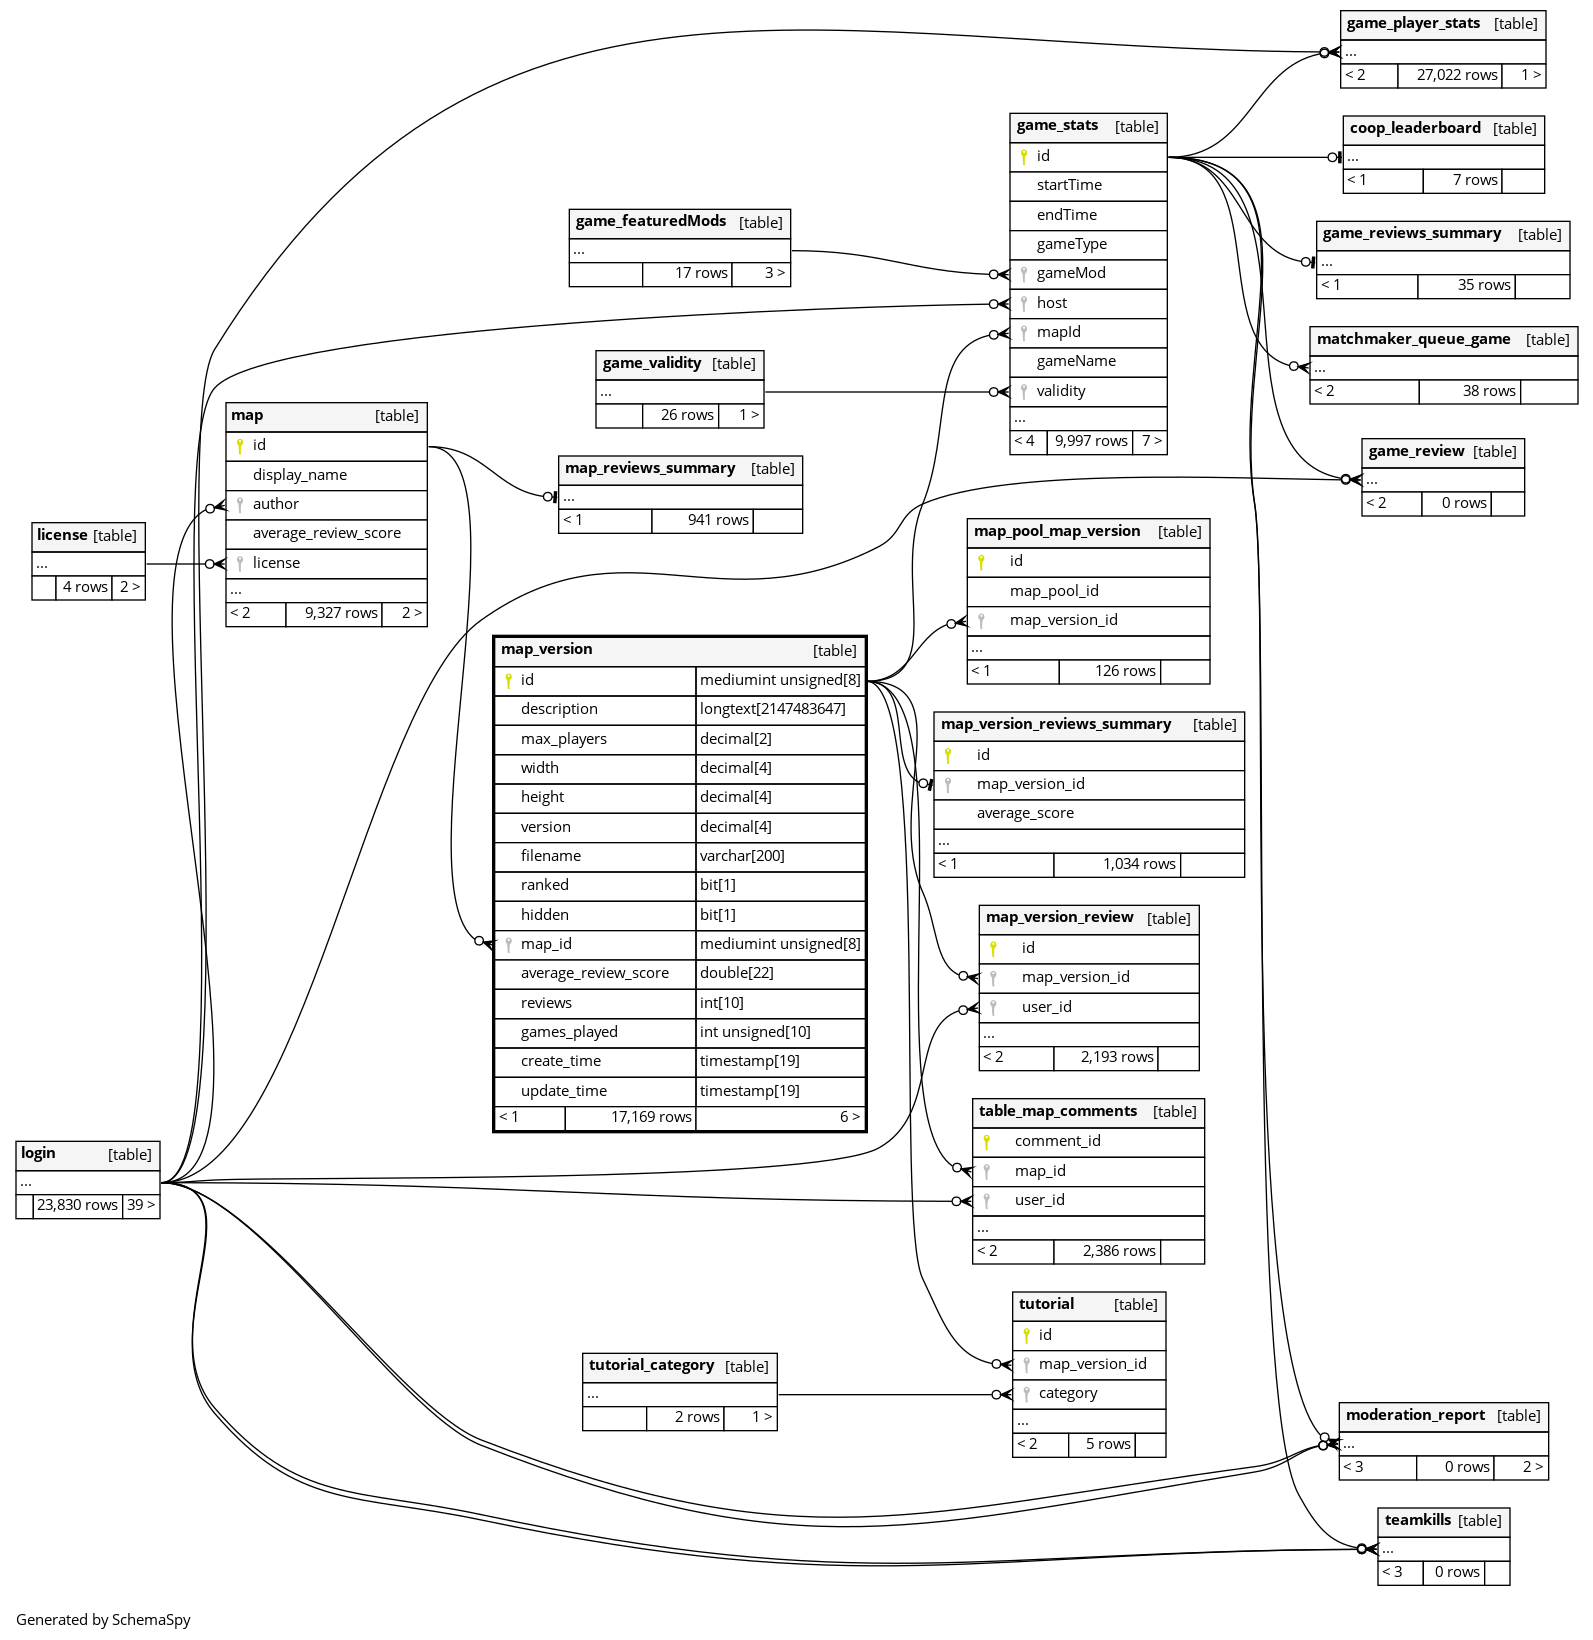 game_player_stats [table]
...
< 2 27,022 rows 1 >
game_stats [table]
id
startTime
endTime
gameType
gameMod
host
mapId
gameName
validity
...
< 4 9,997 rows 7 >
coop_leaderboard [table]
...
< 1 7 rows
game_featuredMods [table]
...
17 rows 3 >
game_reviews_summary [table]
...
< 1 35 rows
matchmaker_queue_game [table]
...
< 2 38 rows
game_validity [table]
...
26 rows 1 >
map [table]
id
display_name
author
average_review_score
license
...
< 2 9,327 rows 2 >
game_review [table]
...
< 2 0 rows
map_reviews_summary [table]
...
< 1 941 rows
license [table]
...
4 rows 2 >
map_pool_map_version [table]
id
map_pool_id
map_version_id
...
< 1 126 rows
map_version [table]
id mediumint unsigned[8]
description longtext[2147483647]
max_players decimal[2]
width decimal[4]
height decimal[4]
version decimal[4]
filename varchar[200]
ranked bit[1]
hidden bit[1]
map_id mediumint unsigned[8]
average_review_score double[22]
reviews int[10]
games_played int unsigned[10]
create_time timestamp[19]
update_time timestamp[19]
< 1 17,169 rows 6 >
map_version_reviews_summary [table]
id
map_version_id
average_score
...
< 1 1,034 rows
map_version_review [table]
id
map_version_id
user_id
...
< 2 2,193 rows
table_map_comments [table]
comment_id
map_id
user_id
...
< 2 2,386 rows
login [table]
...
23,830 rows 39 >
tutorial [table]
id
map_version_id
category
...
< 2 5 rows
tutorial_category [table]
...
2 rows 1 >
moderation_report [table]
...
< 3 0 rows 2 >
teamkills [table]
...
< 3 0 rows
Generated by SchemaSpy